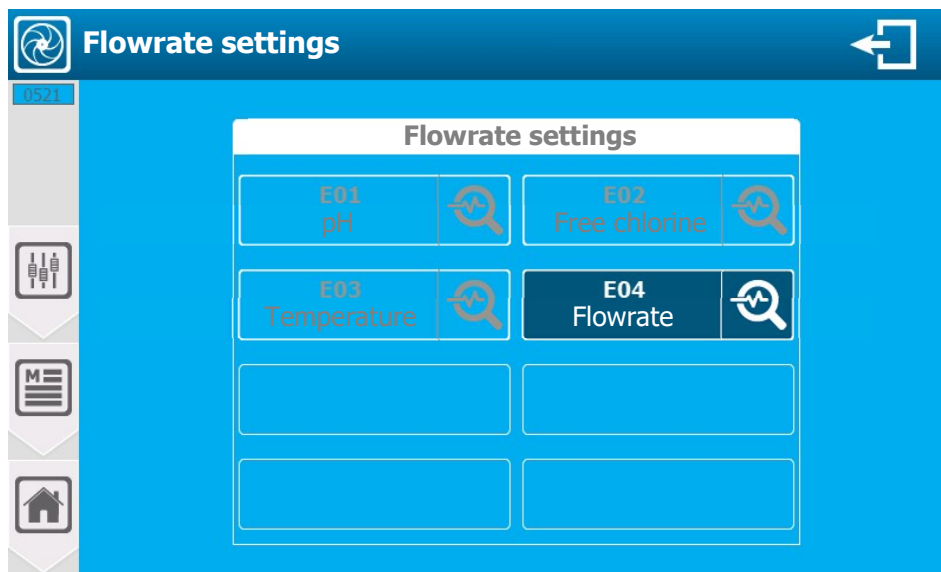 Flowrate settings
0521
Flowrate settings
E01
pH
E02
Free chlorine
E03
Temperature
E04
Flowrate
M